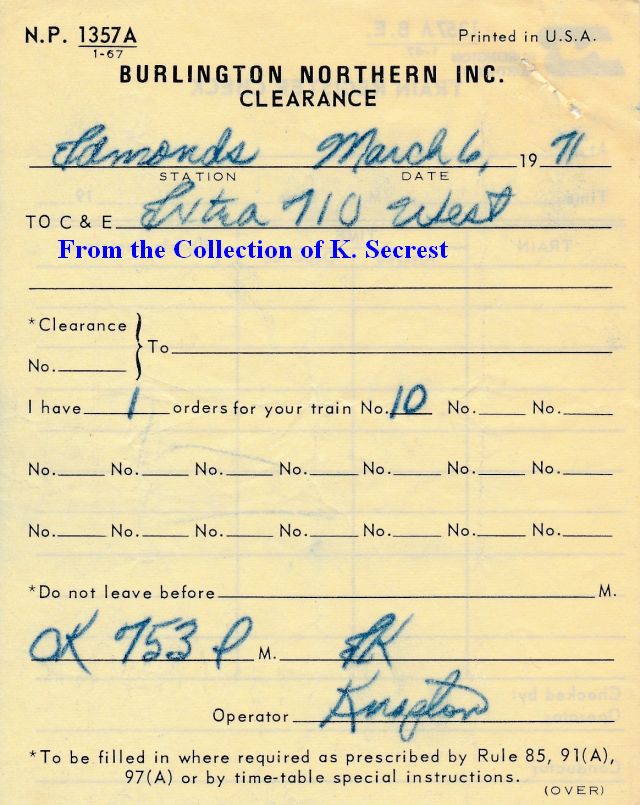 N.P. 1357A Printed in U.S.A.
1-67
BURLINGTON NORTHERN INC.
CLEARANCE
Edmonds March 6, 19 71
STATION DATE
TO C & E Extra 710 West
From the Collection of K. Secrest
*Clearance
No. } To
I have 1 orders for your train No. 10 No. No.
No. No. No. No. No. No. No.
No. No. No. No. No. No. No.
*Do not leave before M.
OK 753 P M.
Operator
*To be filled in where required as prescribed by Rule 85, 91(A),
97(A) or by time-table special instructions.
(OVER)